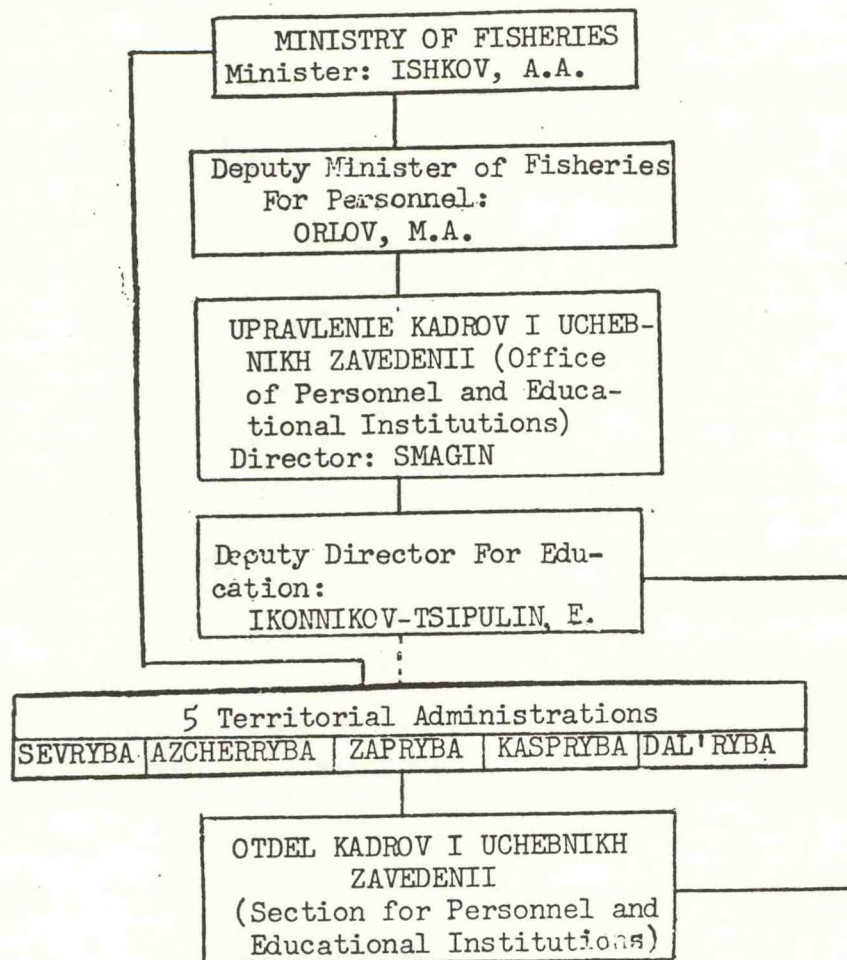 MINISTRY OF FISHERIES
Minister: ISHKOV, A.A.
Deputy Minister of Fisheries
For Personnel:
ORLOV, M.A.
UPRAVLENIE KADROV I UCHEB-
NIKH ZAVEDENII (Office
of Personnel and Educa-
tional Institutions)
Director: SMAGIN
Deputy Director For Edu-
cation:
IKONNIKOV-TSIPULIN, E.
5 Territorial Administrations
SEVRYBA AZCHERRYBA ZAPRYBA KASPRYBA DAL'RYBA
OTDEL KADROV I UCHEBNIKH
ZAVEDENII
(Section for Personnel and
Educational Institutions)